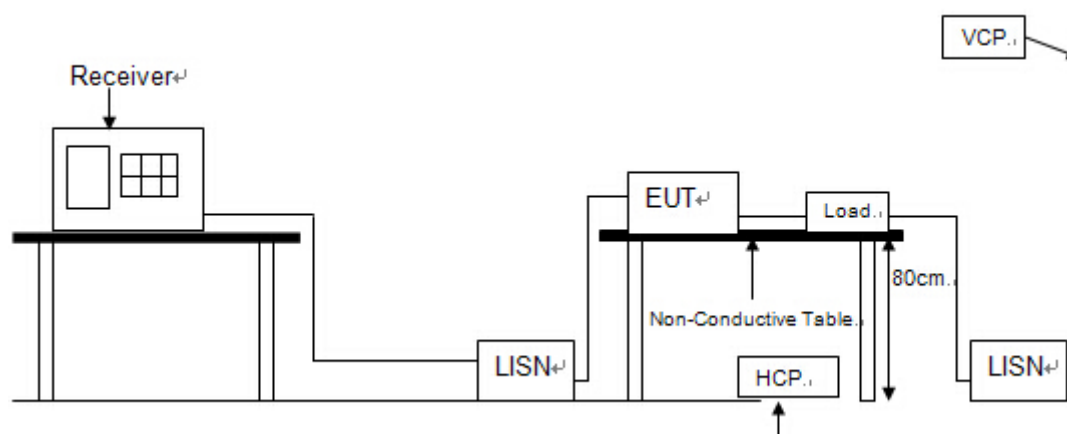 VCP.
Receiver↵
EUT↵
Load.
80cm.
Non-Conductive Table.
LISN↵
HCP.
LISN↵